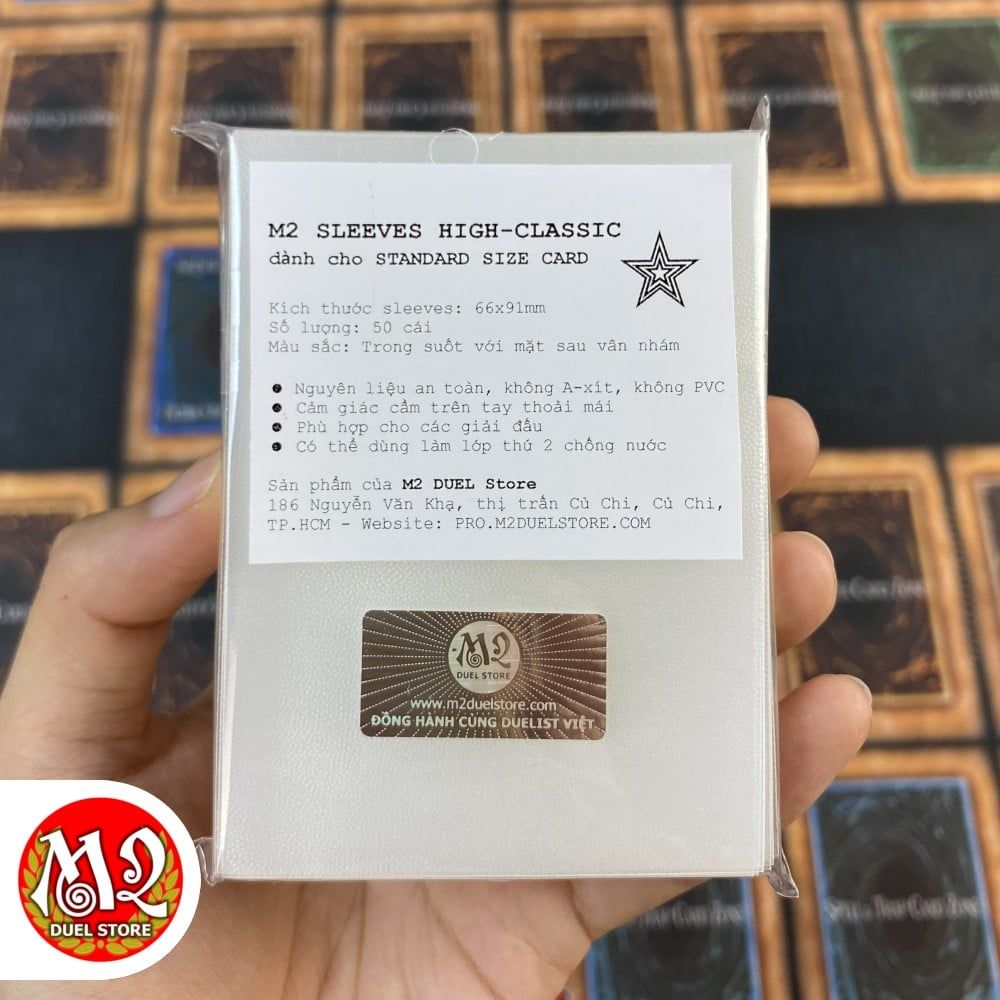 M2 SLEEVES HIGH-CLASSIC
dành cho STANDARD SIZE CARD
Kích thước sleeves: 66x91mm
Số lượng: 50 cái
Màu sắc: Trong suốt với mặt sau vân nhám
● Nguyên liệu an toàn, không A-xít, không PVC
● Cảm giác cầm trên tay thoải mái
● Phù hợp cho các giải đấu
● Có thể dùng làm lớp thứ 2 chống nước
Sản phẩm của M2 DUEL Store
186 Nguyễn Văn Khạ, thị trấn Củ Chi, Củ Chi,
TP.HCM - Website: PRO.M2DUELSTORE.COM
M2
DUEL STORE
www.m2duelstore.com
ĐỒNG HÀNH CÙNG DUELIST VIỆT
M2
DUEL STORE